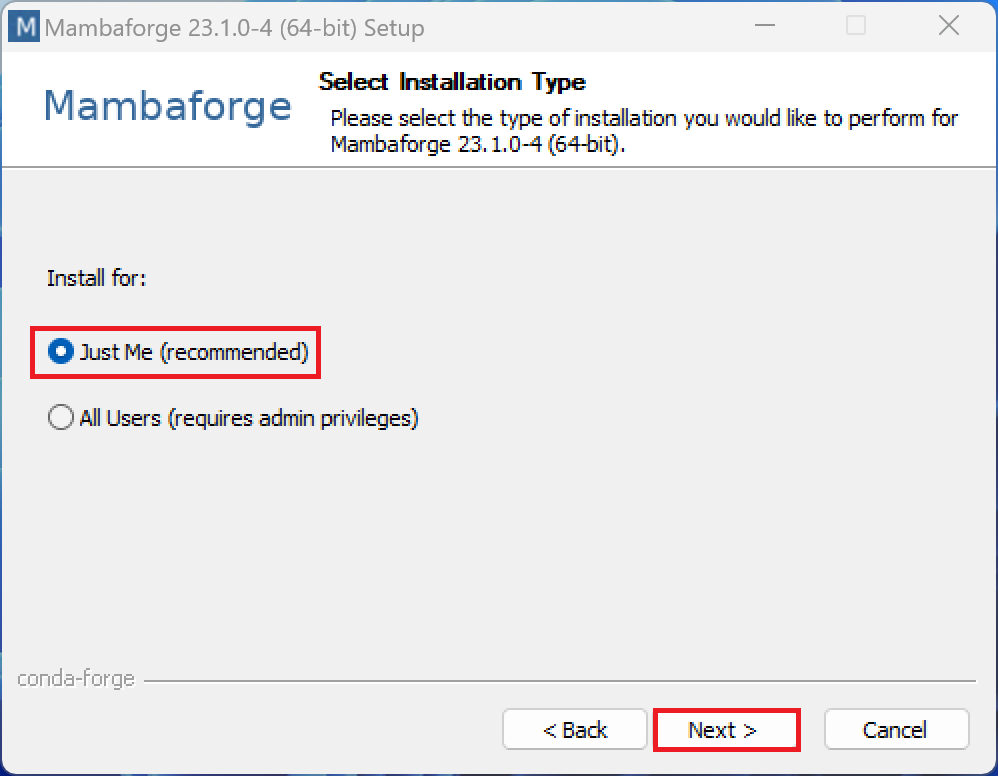 M Mambaforge 23.1.0-4 (64-bit) Setup
Mambaforge
Select Installation Type
Please select the type of installation you would like to perform for
Mambaforge 23.1.0-4 (64-bit).
Install for:
Just Me (recommended)
All Users (requires admin privileges)
conda-forge
< Back Next > Cancel